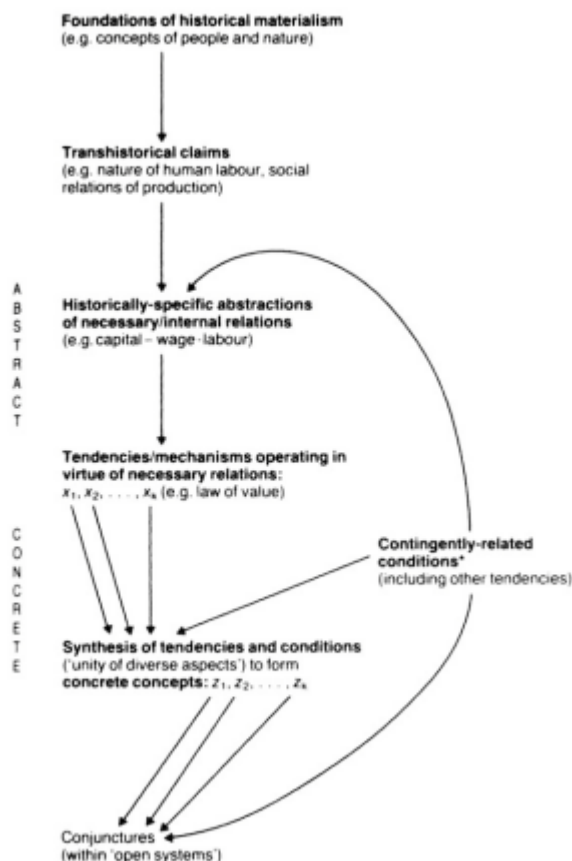 Foundations of historical materialism
(e.g. concepts of people and nature)
Transhistorical claims
(e.g. nature of human labour, social
relations of production)
ABSTRACT
Historically-specific abstractions
of necessary/internal relations
(e.g. capital – wage-labour)
Tendencies/mechanisms operating in
virtue of necessary relations:
x₁, x₂, . . . , xₖ (e.g. law of value)
CONCRETE
Contingently-related
conditions⁺
(including other tendencies)
Synthesis of tendencies and conditions
('unity of diverse aspects') to form
concrete concepts: z₁, z₂, . . . , zₖ
Conjunctures
(within 'open systems')